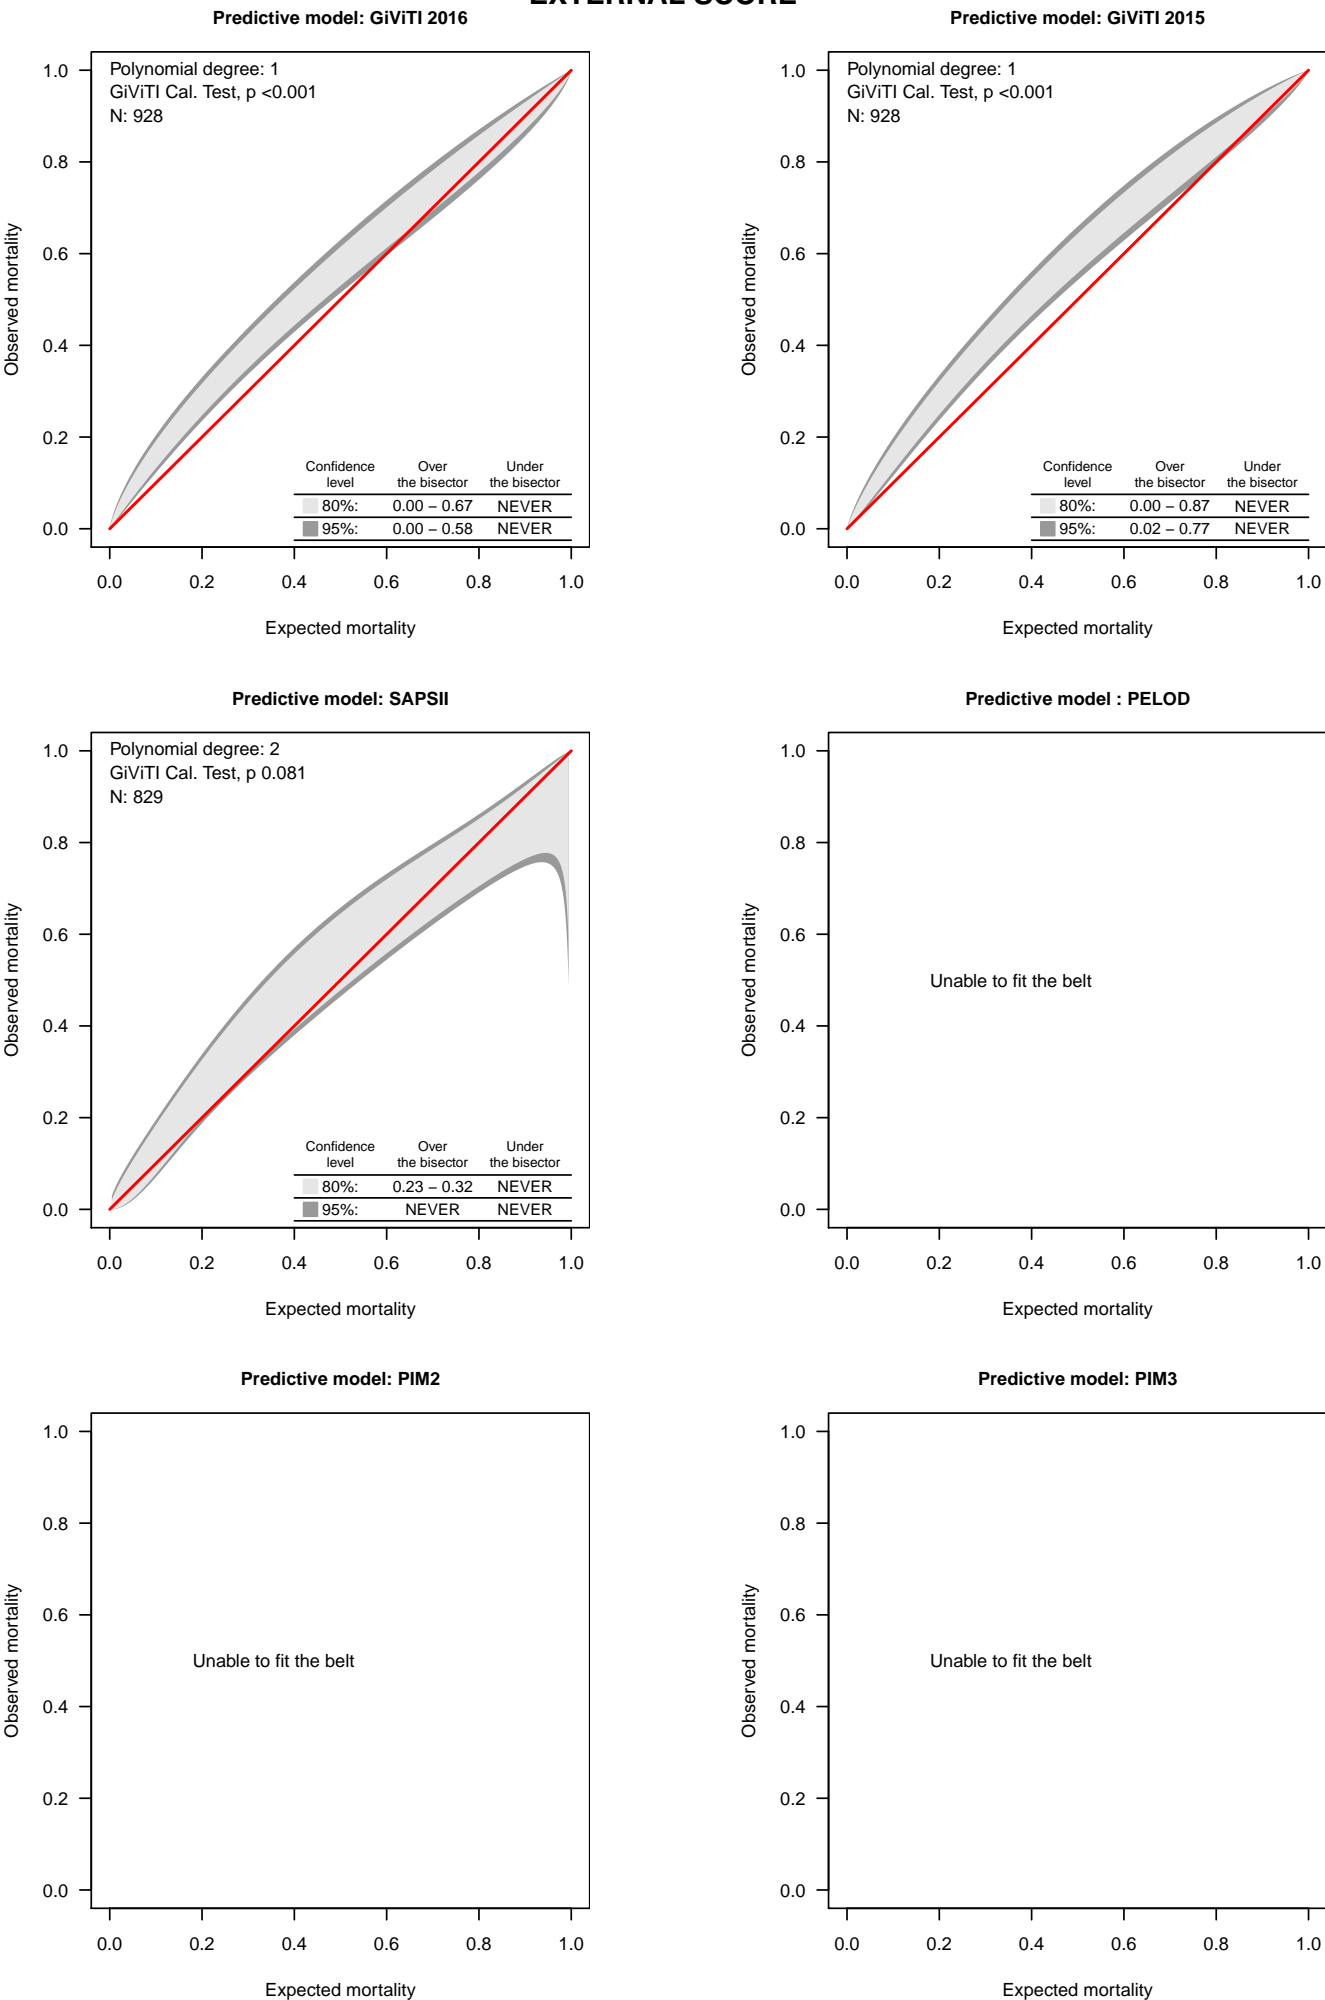 EXTERNAL SCORE
Predictive model: GiViTI 2016
Polynomial degree: 1
GiViTI Cal. Test, p <0.001
N: 928
Observed mortality
1.0
0.8
0.6
0.4
0.2
0.0
Confidence level Over the bisector Under the bisector
80%: 0.00 – 0.67 NEVER
95%: 0.00 – 0.58 NEVER
0.0 0.2 0.4 0.6 0.8 1.0
Expected mortality
Predictive model: GiViTI 2015
Polynomial degree: 1
GiViTI Cal. Test, p <0.001
N: 928
Observed mortality
1.0
0.8
0.6
0.4
0.2
0.0
Confidence level Over the bisector Under the bisector
80%: 0.00 – 0.87 NEVER
95%: 0.02 – 0.77 NEVER
0.0 0.2 0.4 0.6 0.8 1.0
Expected mortality
Predictive model: SAPSII
Polynomial degree: 2
GiViTI Cal. Test, p 0.081
N: 829
Observed mortality
1.0
0.8
0.6
0.4
0.2
0.0
Confidence level Over the bisector Under the bisector
80%: 0.23 – 0.32 NEVER
95%: NEVER NEVER
0.0 0.2 0.4 0.6 0.8 1.0
Expected mortality
Predictive model : PELOD
Observed mortality
1.0
0.8
0.6
0.4
0.2
0.0
Unable to fit the belt
0.0 0.2 0.4 0.6 0.8 1.0
Expected mortality
Predictive model: PIM2
Observed mortality
1.0
0.8
0.6
0.4
0.2
0.0
Unable to fit the belt
0.0 0.2 0.4 0.6 0.8 1.0
Expected mortality
Predictive model: PIM3
Observed mortality
1.0
0.8
0.6
0.4
0.2
0.0
Unable to fit the belt
0.0 0.2 0.4 0.6 0.8 1.0
Expected mortality